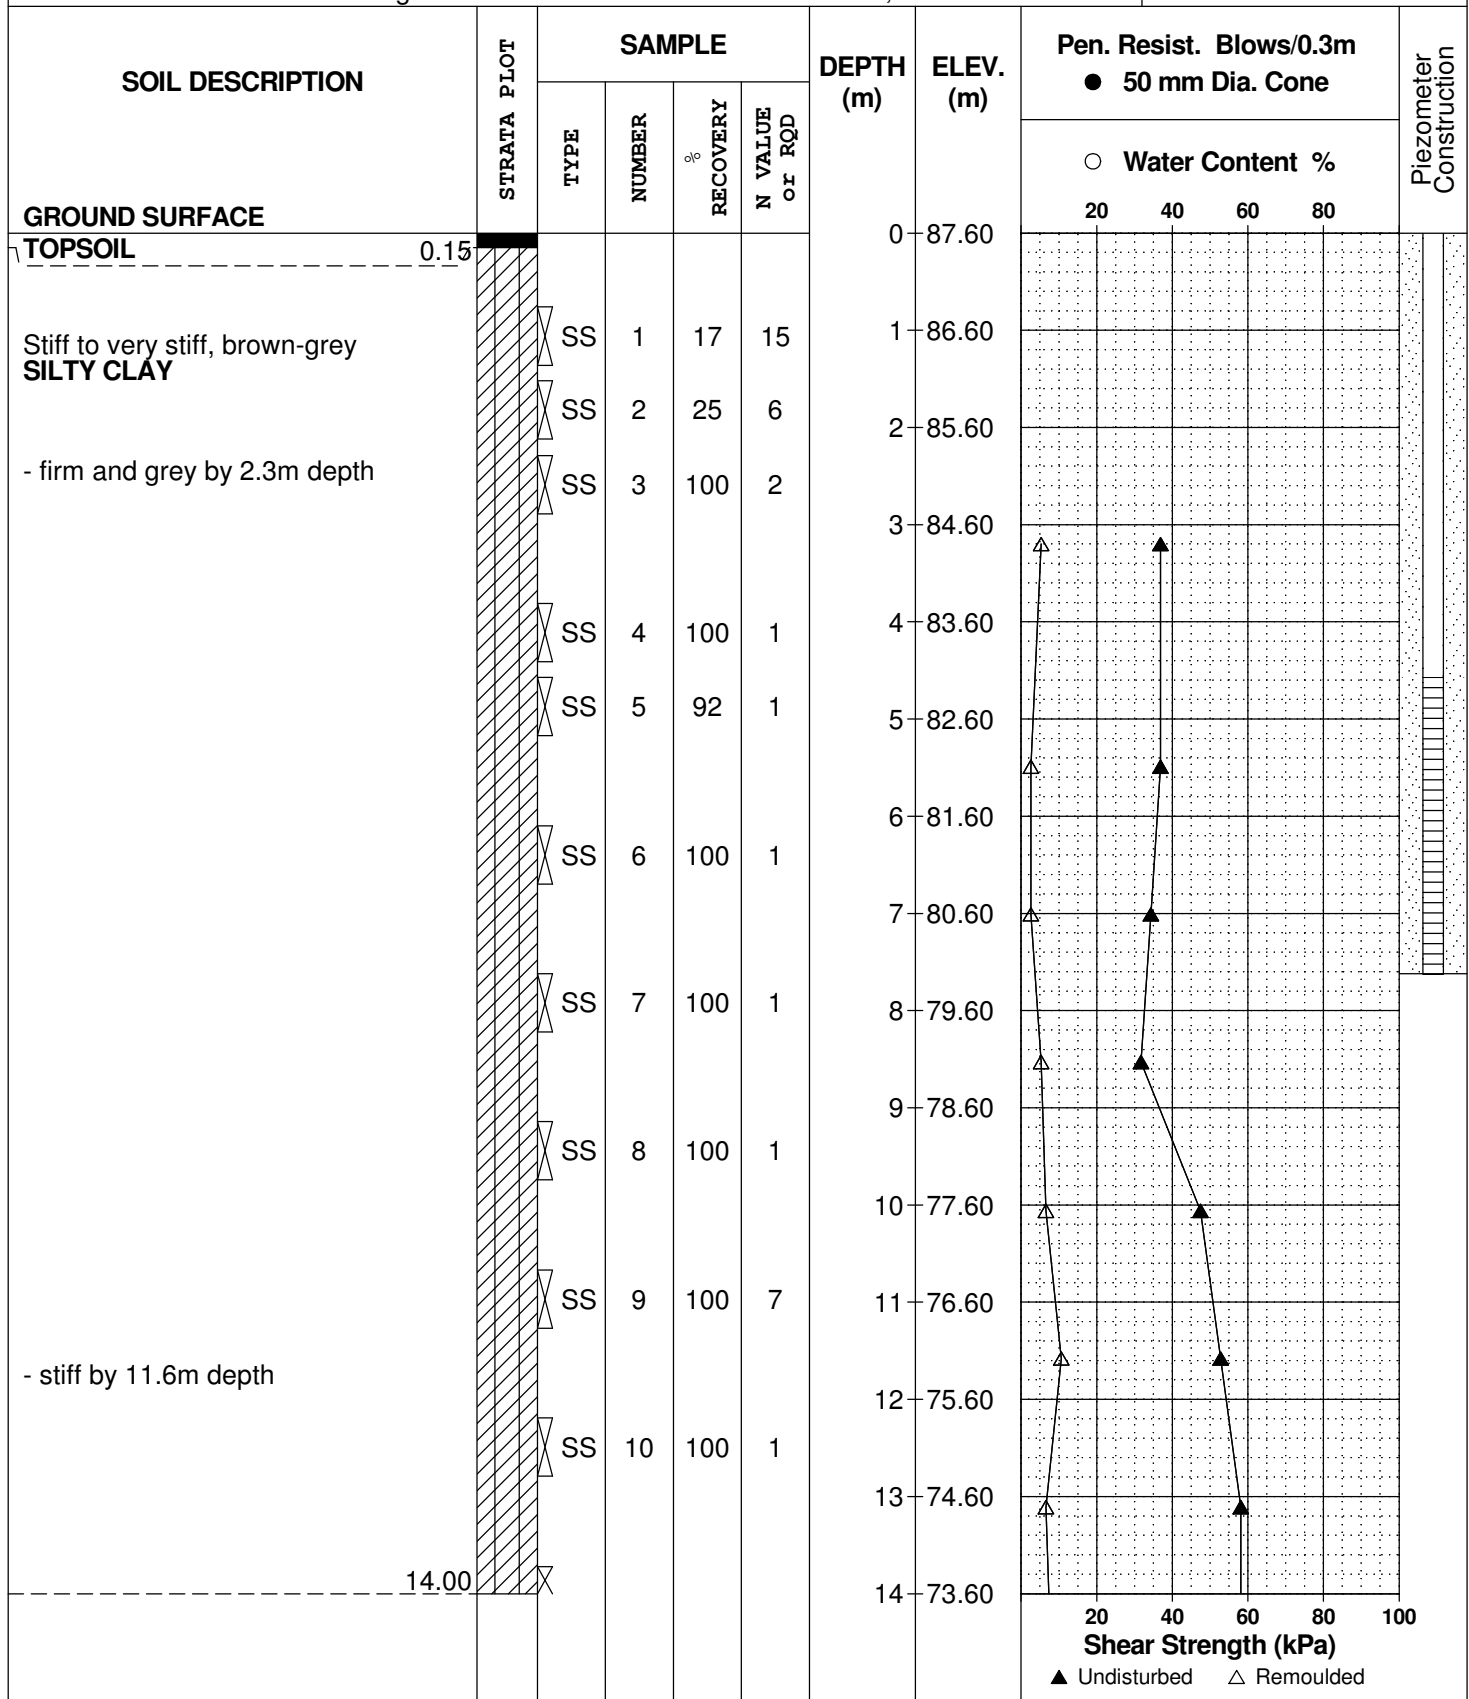 SOIL DESCRIPTION
STRATA PLOT
SAMPLE
TYPE
NUMBER
%
RECOVERY
N VALUE
or RQD
DEPTH
(m)
ELEV.
(m)
Pen. Resist. Blows/0.3m
● 50 mm Dia. Cone
○ Water Content %
20 40 60 80
Piezometer
Construction
GROUND SURFACE
0 87.60
TOPSOIL 0.15
Stiff to very stiff, brown-grey
SILTY CLAY
SS 1 17 15
1 86.60
SS 2 25 6
2 85.60
- firm and grey by 2.3m depth
SS 3 100 2
3 84.60
SS 4 100 1
4 83.60
SS 5 92 1
5 82.60
6 81.60
SS 6 100 1
7 80.60
SS 7 100 1
8 79.60
9 78.60
SS 8 100 1
10 77.60
SS 9 100 7
11 76.60
- stiff by 11.6m depth
12 75.60
SS 10 100 1
13 74.60
14.00
14 73.60
20 40 60 80 100
Shear Strength (kPa)
▲ Undisturbed △ Remoulded